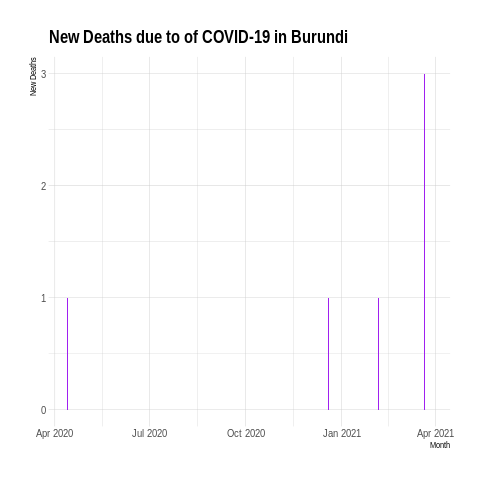 New Deaths due to of COVID-19 in Burundi
New Deaths
3
2
1
0
Apr 2020 Jul 2020 Oct 2020 Jan 2021 Apr 2021
Month